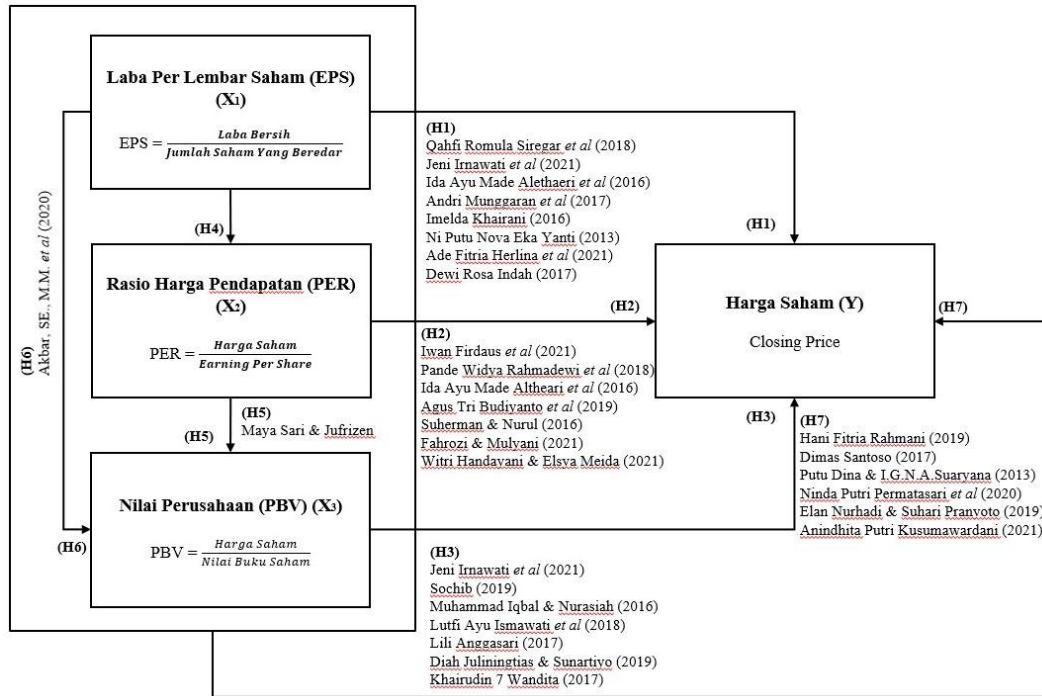 Laba Per Lembar Saham (EPS)
(X1)
EPS = Laba Bersih
Jumlah Saham Yang Beredar
(H4)
Rasio Harga Pendapatan (PER)
(X2)
PER = Harga Saham
Earning Per Share
(H5)
Maya Sari & Jufrizen
(H5)
Nilai Perusahaan (PBV) (X3)
PBV = Harga Saham
Nilai Buku Saham
(H6)
Akbar, SE., M.M. et al (2020)
(H6)
(H1)
Qahfi Romula Siregar et al (2018)
Jeni Irnawati et al (2021)
Ida Ayu Made Alethaeri et al (2016)
Andri Munggaran et al (2017)
Imelda Khairani (2016)
Ni Putu Nova Eka Yanti (2013)
Ade Fitria Herlina et al (2021)
Dewi Rosa Indah (2017)
(H1)
(H2)
(H2)
Iwan Firdaus et al (2021)
Pande Widya Rahmadewi et al (2018)
Ida Ayu Made Altheari et al (2016)
Agus Tri Budiyanto et al (2019)
Suherman & Nurul (2016)
Fahrozi & Mulyani (2021)
Witri Handayani & Elsya Meida (2021)
Harga Saham (Y)
Closing Price
(H7)
(H3)
(H7)
Hani Fitria Rahmani (2019)
Dimas Santoso (2017)
Putu Dina & I.G.N.A.Suaryana (2013)
Ninda Putri Permatasari et al (2020)
Elan Nurhadi & Suhari Pranyoto (2019)
Anindhita Putri Kusumawardani (2021)
(H3)
Jeni Irnawati et al (2021)
Sochib (2019)
Muhammad Iqbal & Nurasiah (2016)
Lutfi Ayu Ismawati et al (2018)
Lili Anggasari (2017)
Diah Juliningtias & Sunartiyo (2019)
Khairudin 7 Wandita (2017)